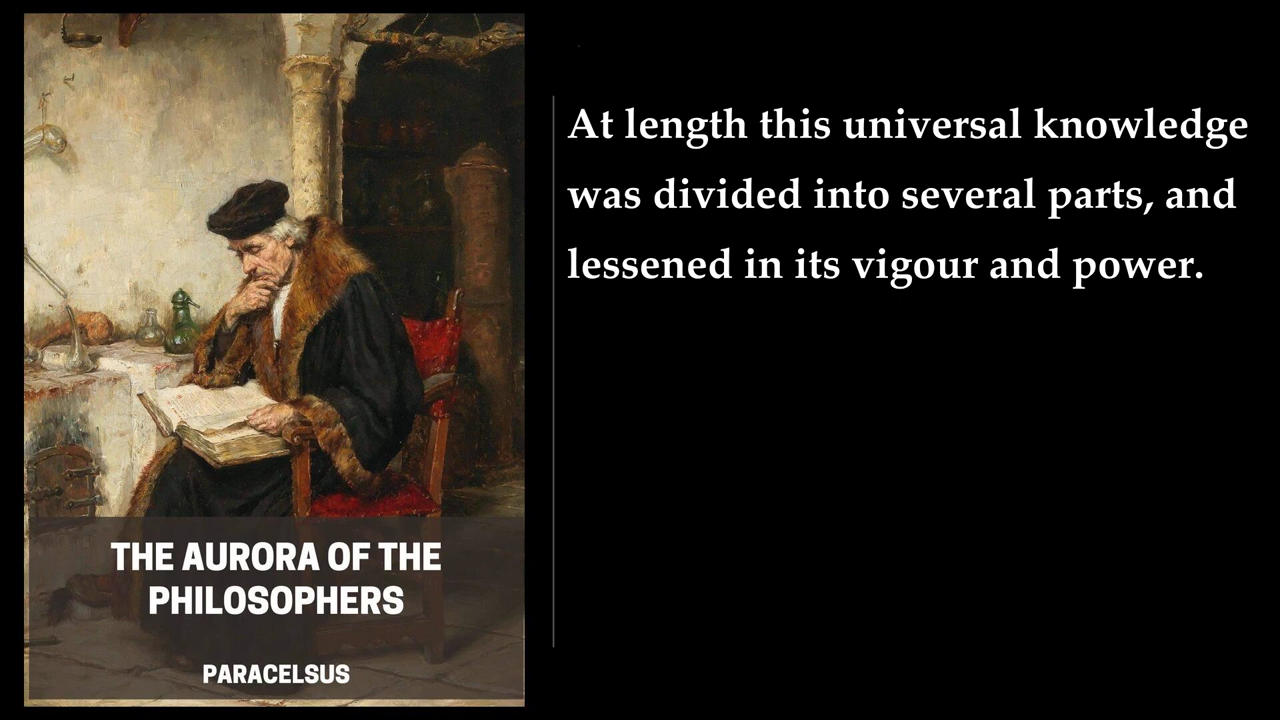 THE AURORA OF THE
PHILOSOPHERS
PARACELSUS
At length this universal knowledge
was divided into several parts, and
lessened in its vigour and power.